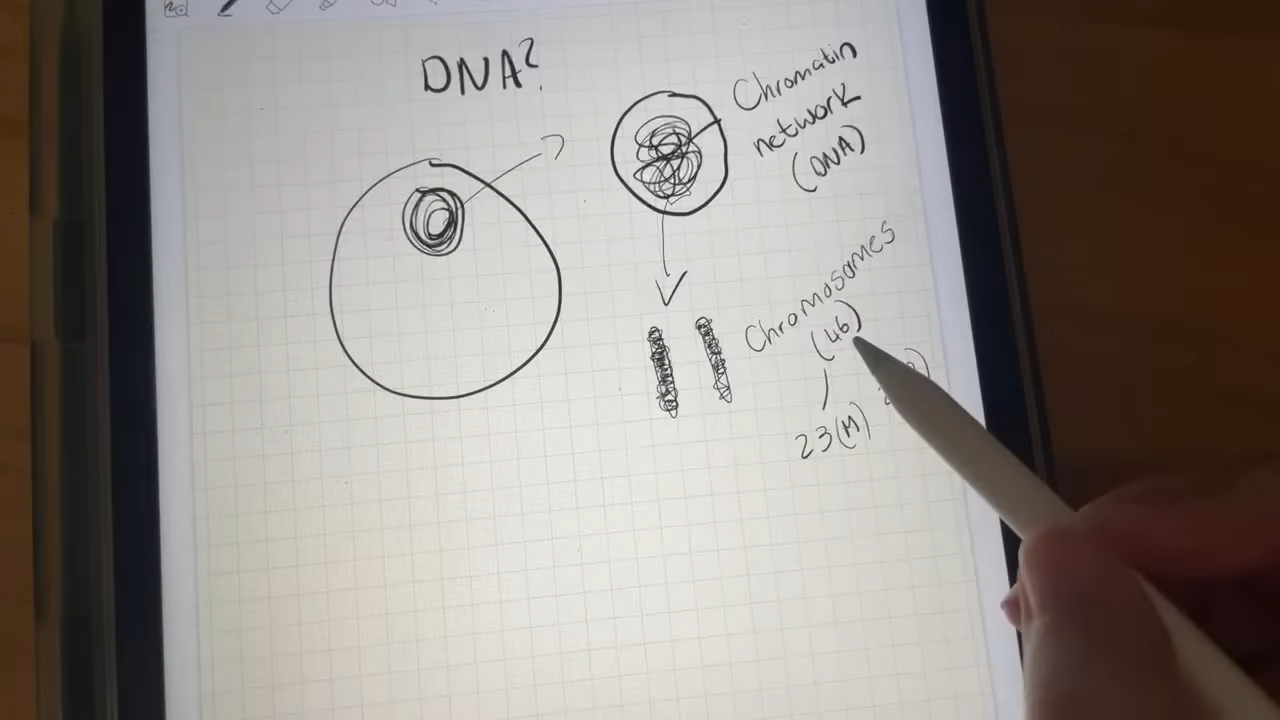 DNA?
Chromatin
network
(DNA)
Chromosomes
(46)
23(M)